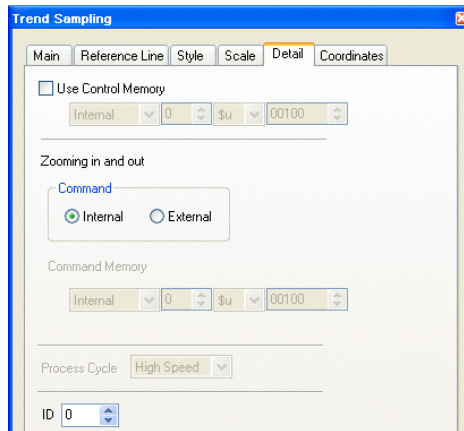 Trend Sampling
Main Reference Line Style Scale Detail Coordinates
Use Control Memory
Internal 0 $u 00100
Zooming in and out
Command
Internal External
Command Memory
Internal 0 $u 00100
Process Cycle High Speed
ID 0